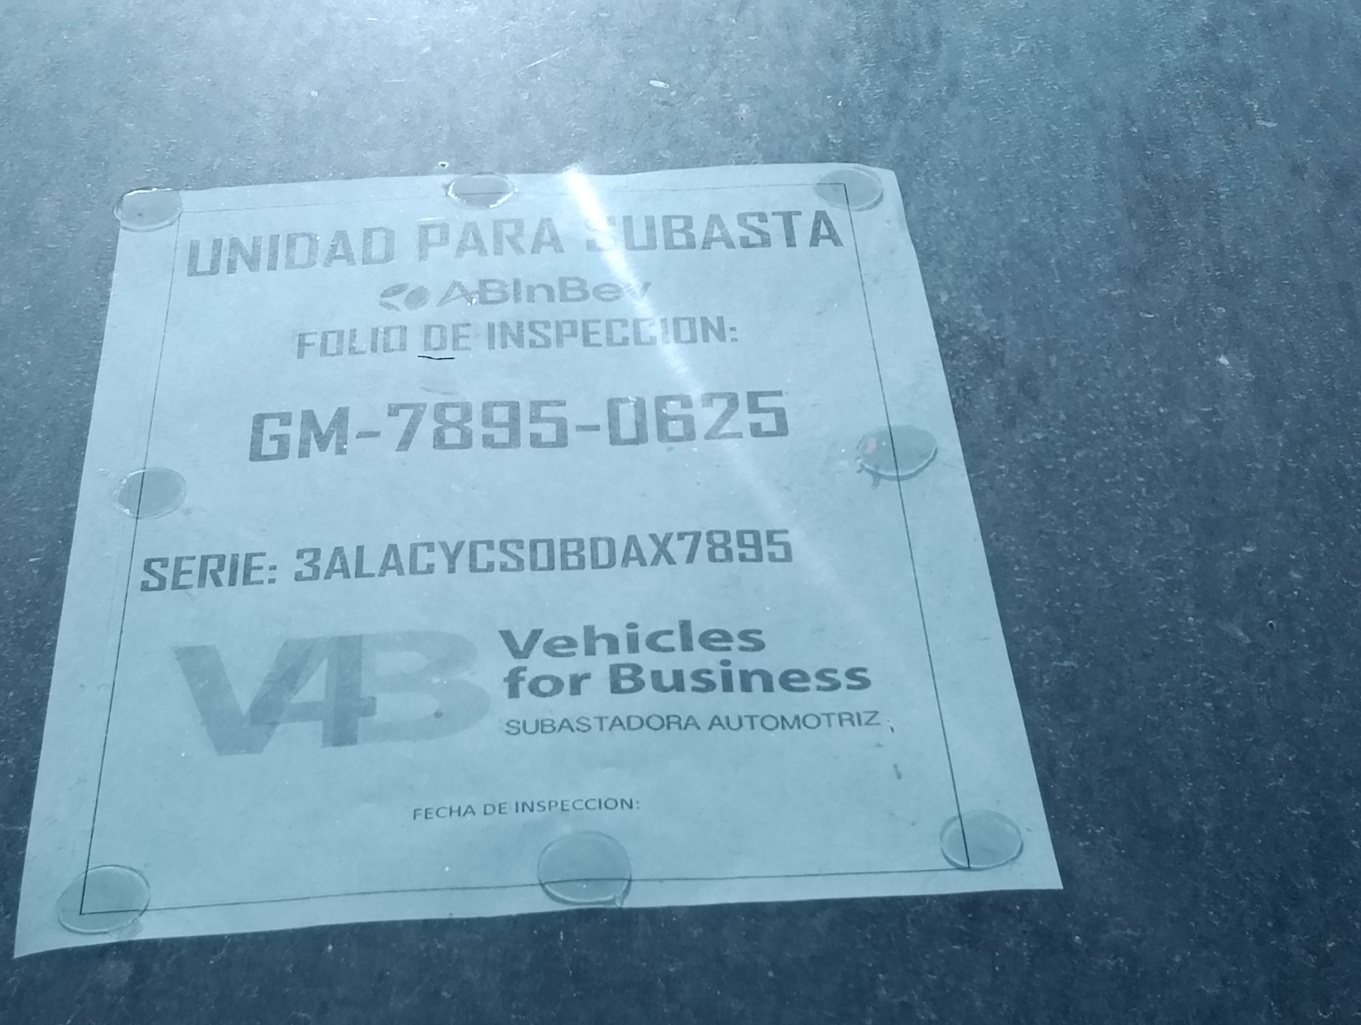 UNIDAD PARA SUBASTA
ABInBev
FOLIO DE INSPECCION:
GM-7895-0625
SERIE: 3ALACYCS0BDAX7895
V4B
Vehicles
for Business
SUBASTADORA AUTOMOTRIZ
FECHA DE INSPECCION: